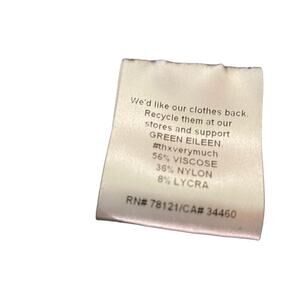 We'd like our clothes back.
Recycle them at our
stores and support
GREEN EILEEN.
#thxverymuch
56% VISCOSE
36% NYLON
8% LYCRA
RN# 78121/CA# 34460